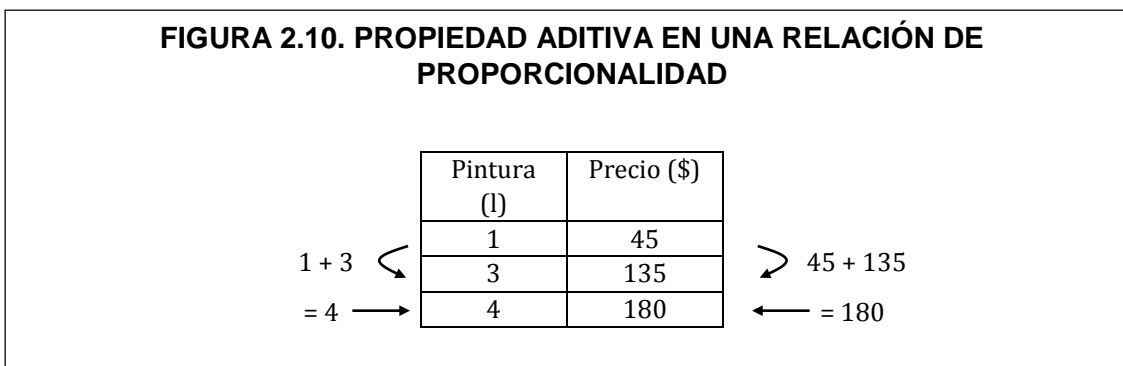 FIGURA 2.10. PROPIEDAD ADITIVA EN UNA RELACIÓN DE
PROPORCIONALIDAD
Pintura
(l)
Precio ($)
1 45
1 + 3
3 135
45 + 135
= 4
4 180
= 180